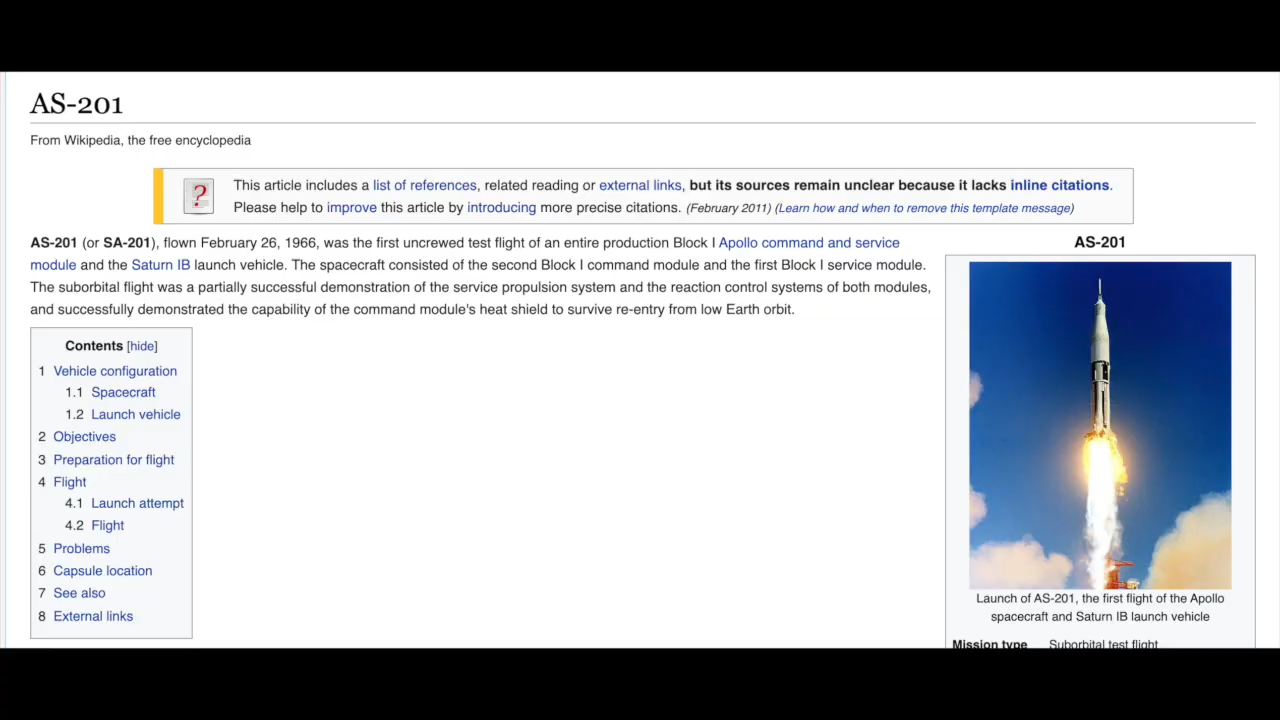 AS-201
From Wikipedia, the free encyclopedia
?
This article includes a list of references, related reading or external links, but its sources remain unclear because it lacks inline citations.
Please help to improve this article by introducing more precise citations. (February 2011) (Learn how and when to remove this template message)
AS-201 (or SA-201), flown February 26, 1966, was the first uncrewed test flight of an entire production Block I Apollo command and service
module and the Saturn IB launch vehicle. The spacecraft consisted of the second Block I command module and the first Block I service module.
The suborbital flight was a partially successful demonstration of the service propulsion system and the reaction control systems of both modules,
and successfully demonstrated the capability of the command module's heat shield to survive re-entry from low Earth orbit.
Contents [hide]
1 Vehicle configuration
1.1 Spacecraft
1.2 Launch vehicle
2 Objectives
3 Preparation for flight
4 Flight
4.1 Launch attempt
4.2 Flight
5 Problems
6 Capsule location
7 See also
8 External links
AS-201
Launch of AS-201, the first flight of the Apollo
spacecraft and Saturn IB launch vehicle
Mission type Suborbital test flight